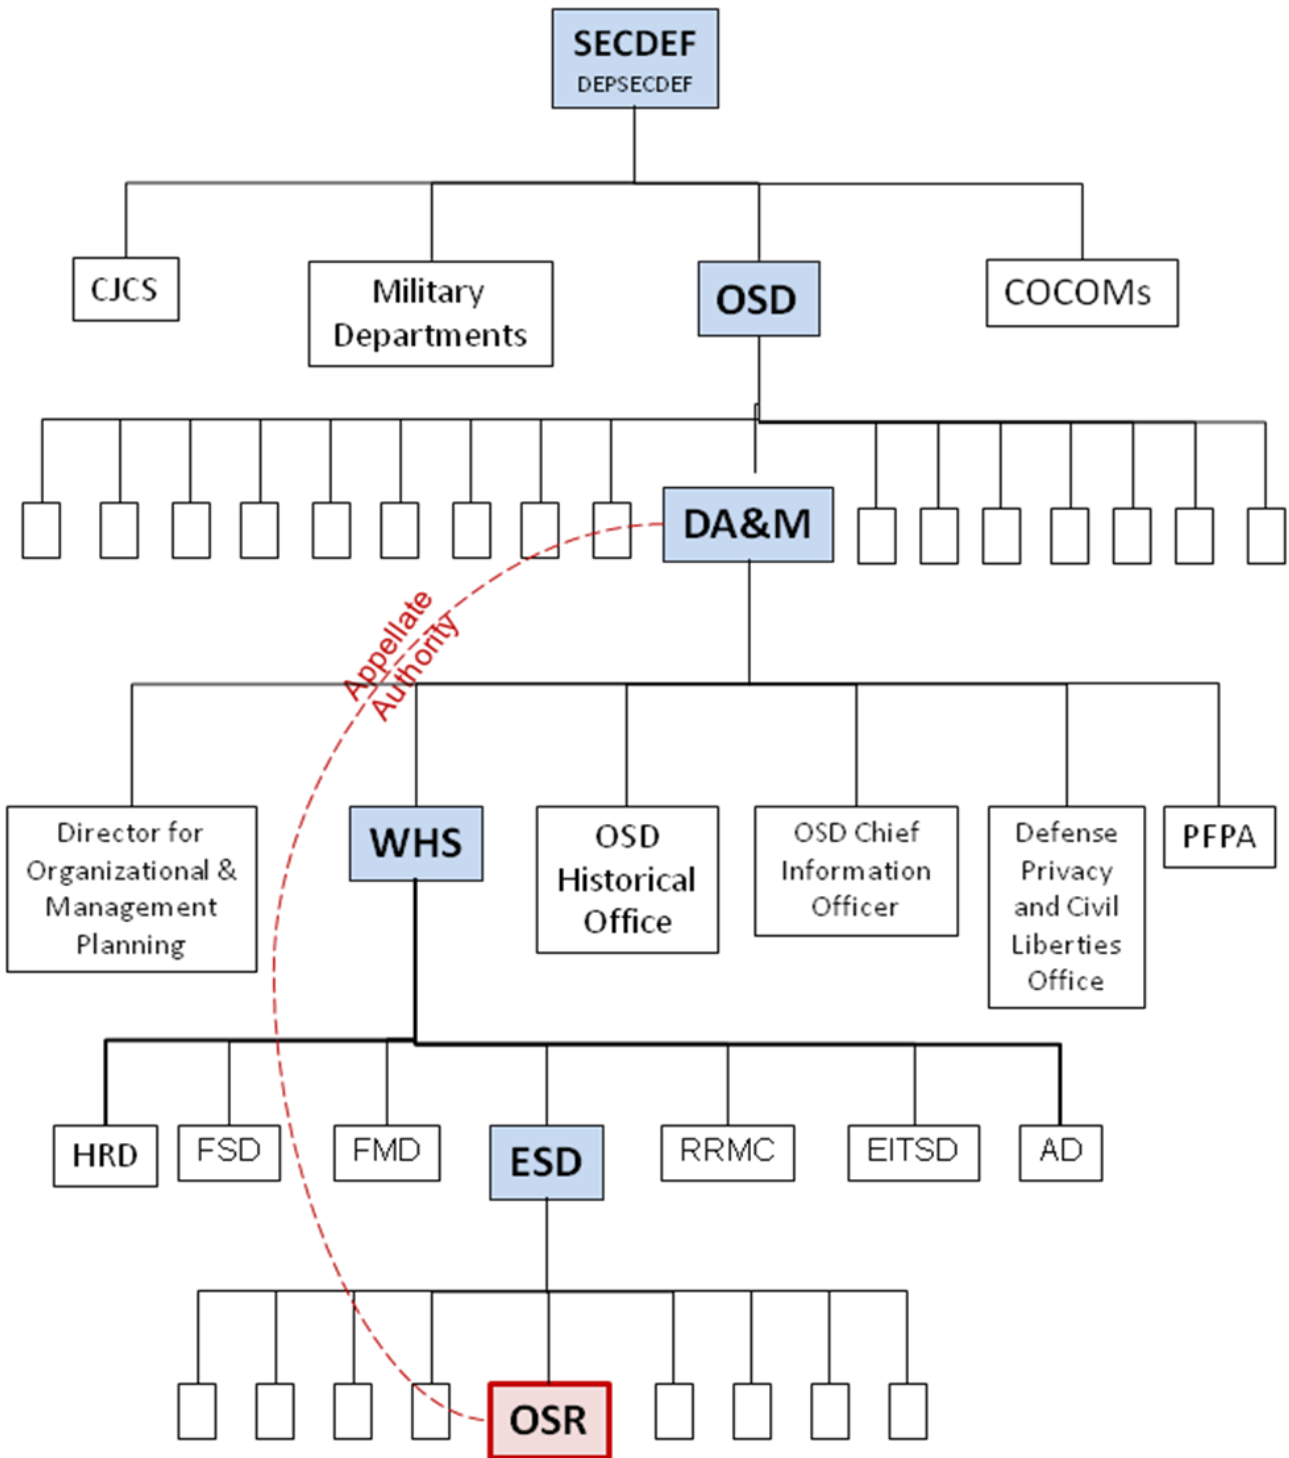 SECDEF
DEPSECDEF
CJCS
Military
Departments
OSD
COCOMs
DA&M
Appellate
Authority
Director for
Organizational &
Management
Planning
WHS
OSD
Historical
Office
OSD Chief
Information
Officer
Defense
Privacy
and Civil
Liberties
Office
PFPA
HRD
FSD
FMD
ESD
RRMC
EITSD
AD
OSR